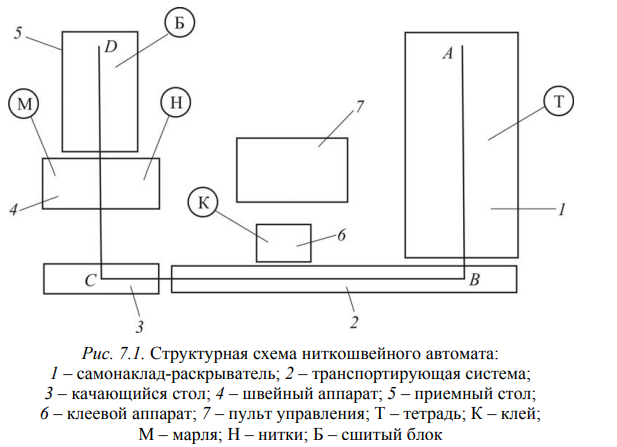 5
D
Б
A
М
Н
7
Т
4
К
6
1
C
B
3
2
Рис. 7.1. Структурная схема ниткошвейного автомата:
1 – самонаклад-раскрыватель; 2 – транспортирующая система;
3 – качающийся стол; 4 – швейный аппарат; 5 – приемный стол;
6 – клеевой аппарат; 7 – пульт управления; Т – тетрадь; К – клей;
М – марля; Н – нитки; Б – сшитый блок